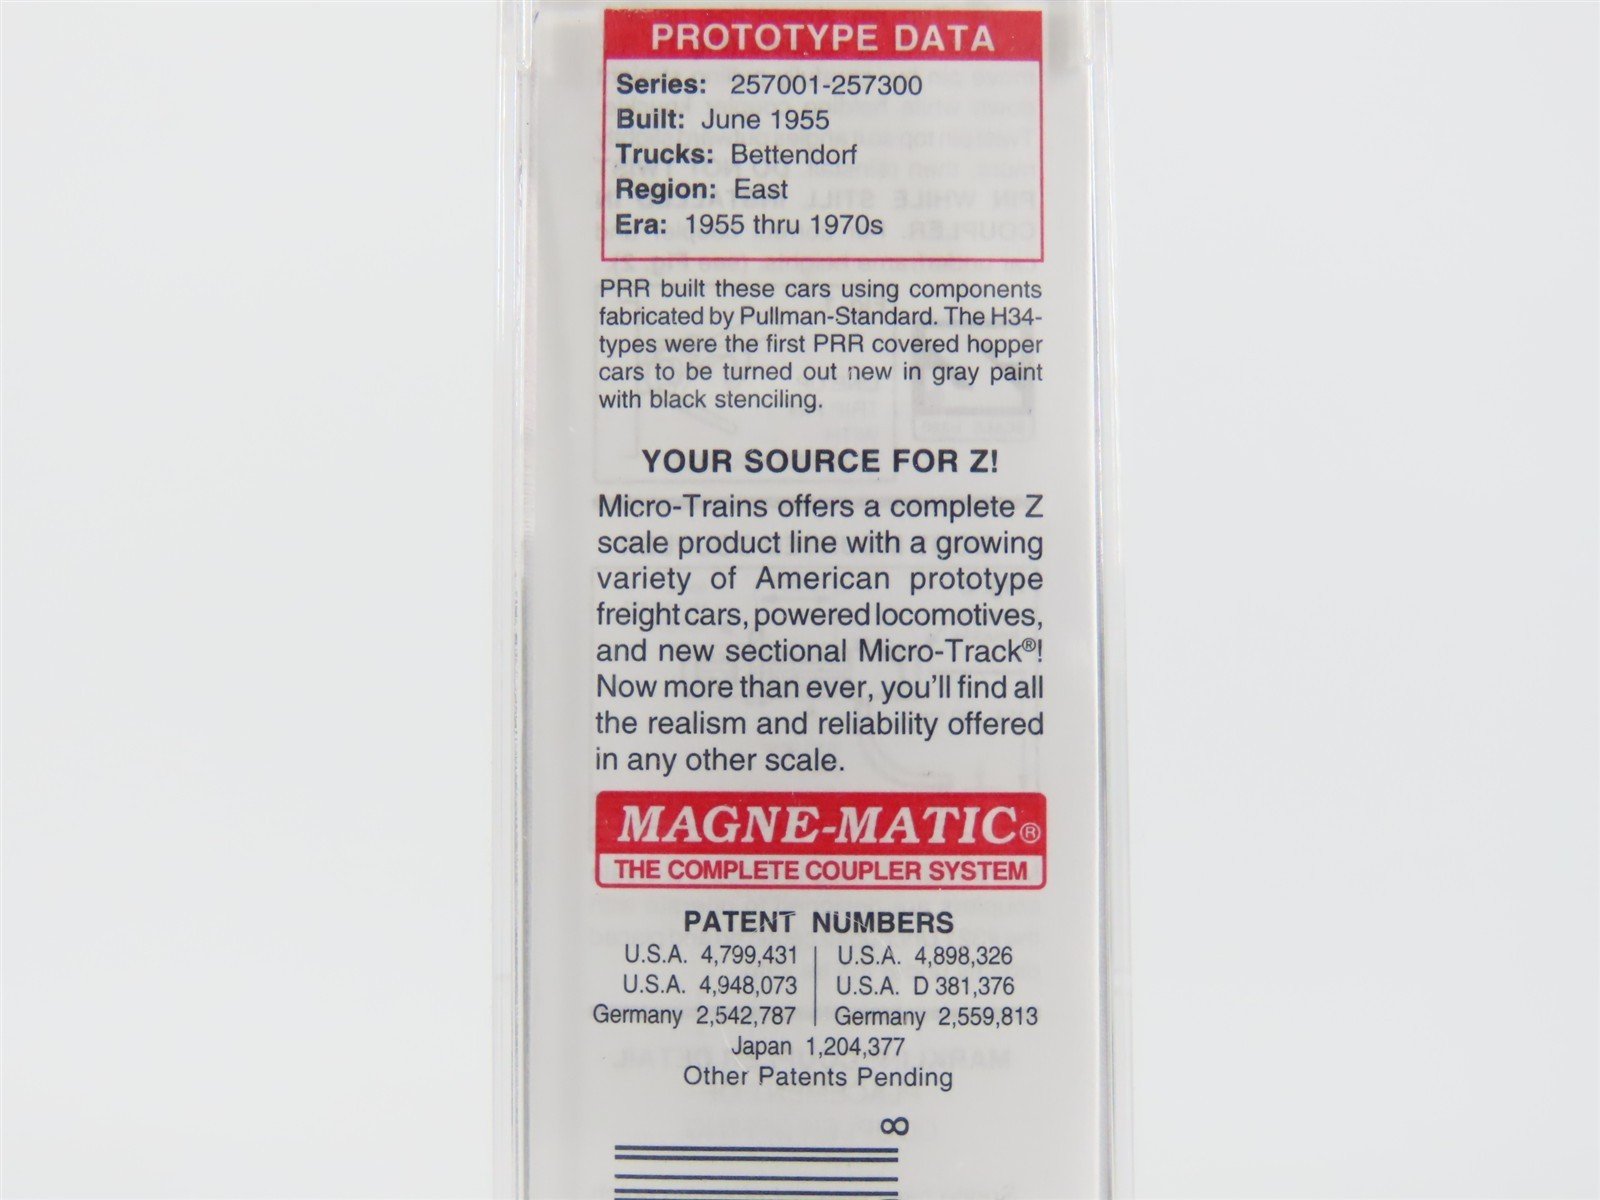 PROTOTYPE DATA
Series: 257001-257300
Built: June 1955
Trucks: Bettendorf
Region: East
Era: 1955 thru 1970s
PRR built these cars using components
fabricated by Pullman-Standard. The H34-
types were the first PRR covered hopper
cars to be turned out new in gray paint
with black stenciling.
YOUR SOURCE FOR Z!
Micro-Trains offers a complete Z
scale product line with a growing
variety of American prototype
freight cars, powered locomotives,
and new sectional Micro-Track®!
Now more than ever, you'll find all
the realism and reliability offered
in any other scale.
MAGNE-MATIC®
THE COMPLETE COUPLER SYSTEM
PATENT NUMBERS
U.S.A. 4,799,431 | U.S.A. 4,898,326
U.S.A. 4,948,073 | U.S.A. D 381,376
Germany 2,542,787 | Germany 2,559,813
Japan 1,204,377
Other Patents Pending
8